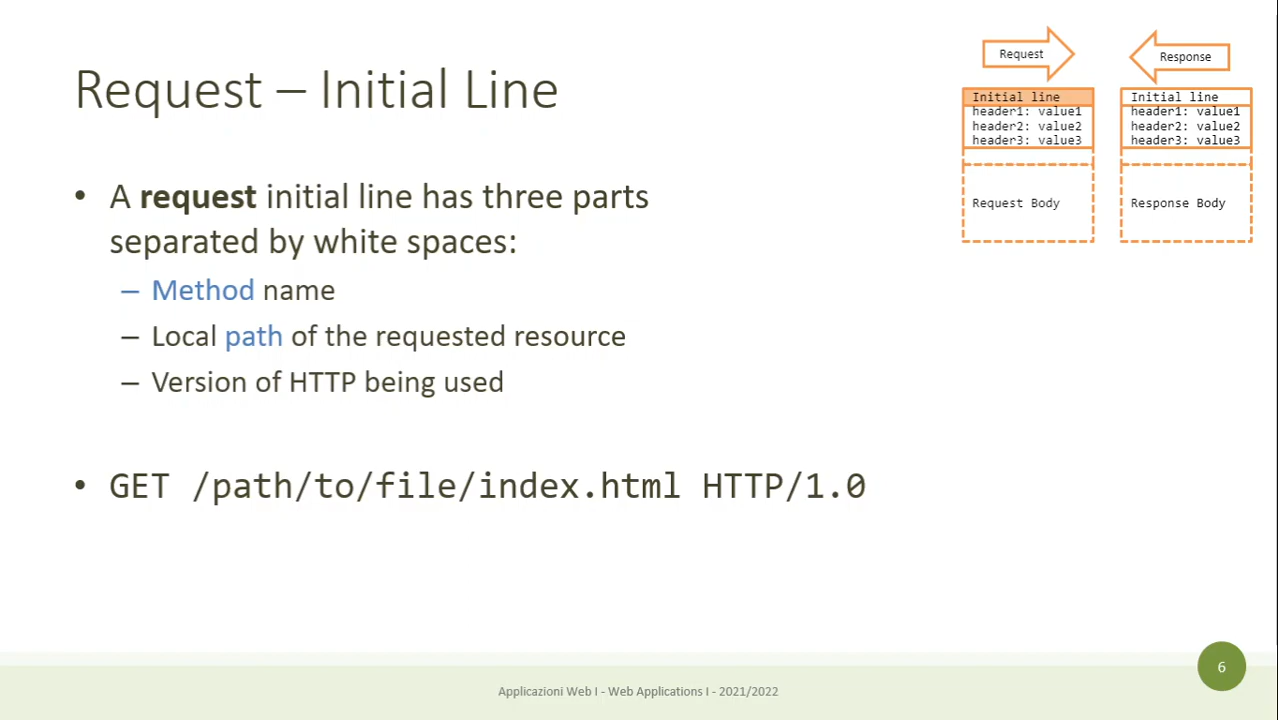 Request – Initial Line
• A request initial line has three parts
separated by white spaces:
– Method name
– Local path of the requested resource
– Version of HTTP being used
• GET /path/to/file/index.html HTTP/1.0
Request
Initial line
header1: value1
header2: value2
header3: value3
Request Body
Response
Initial line
header1: value1
header2: value2
header3: value3
Response Body
Applicazioni Web I - Web Applications I - 2021/2022
6